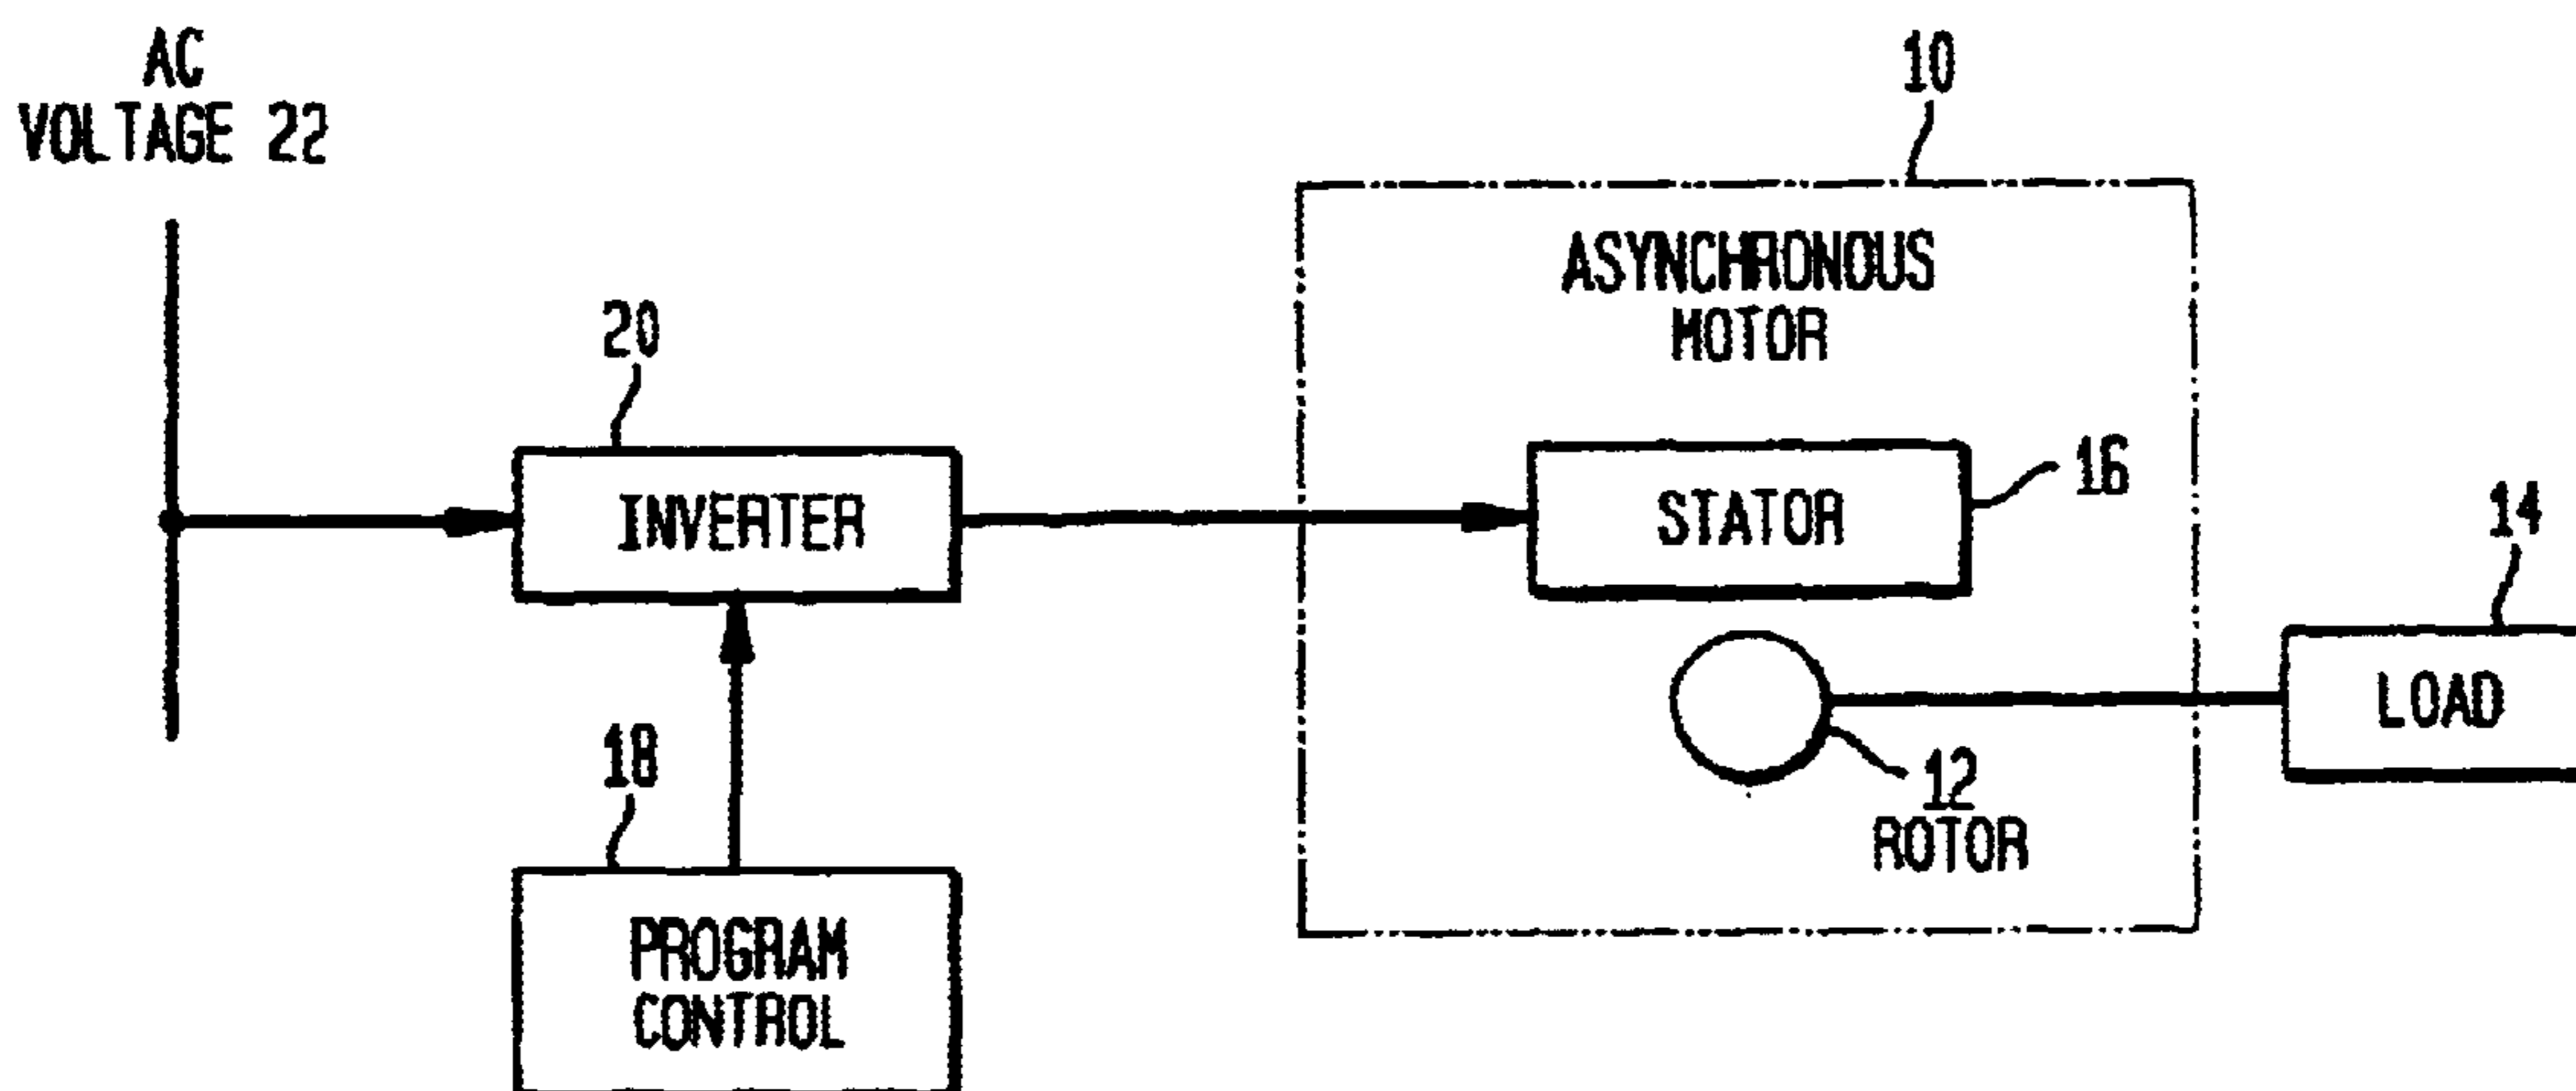 AC
VOLTAGE 22
10
ASYNCHRONOUS
MOTOR
20
INVERTER
STATOR
16
14
LOAD
12
ROTOR
18
PROGRAM
CONTROL